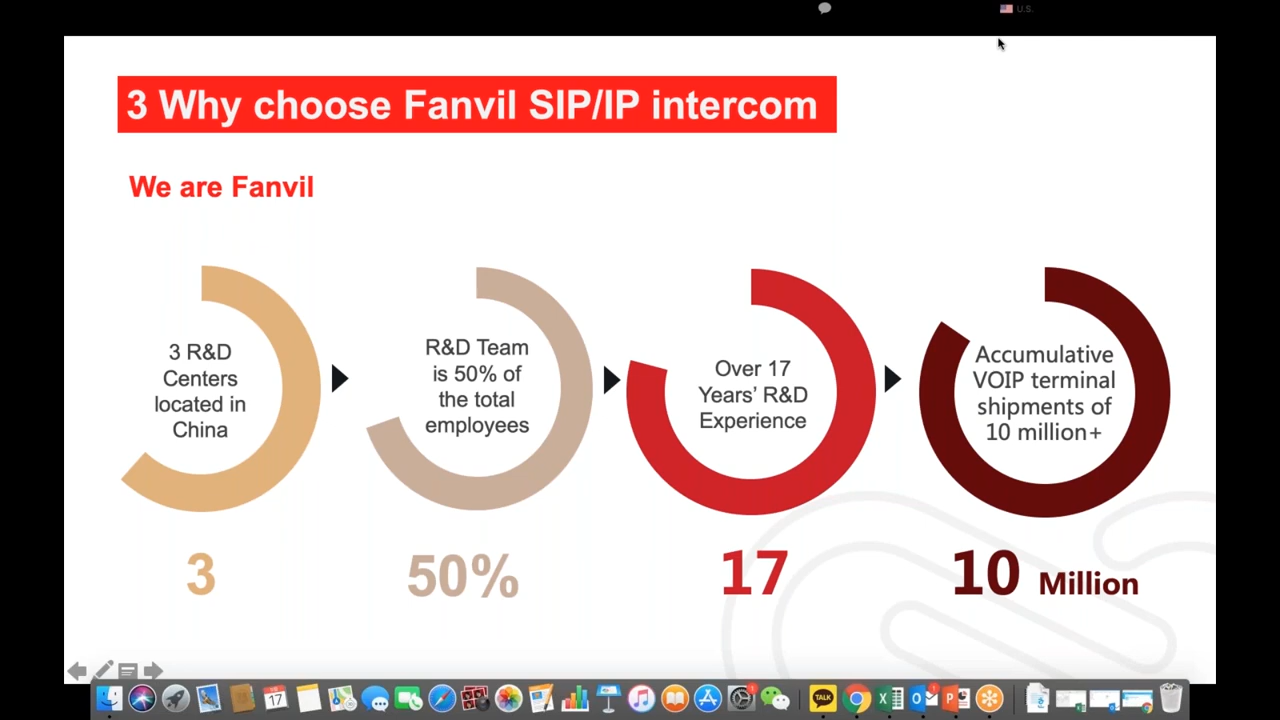 U.S.
3 Why choose Fanvil SIP/IP intercom
We are Fanvil
3 R&D
Centers
located in
China
R&D Team
is 50% of
the total
employees
Over 17
Years' R&D
Experience
Accumulative
VOIP terminal
shipments of
10 million+
3
50%
17
10 Million
17
TALK